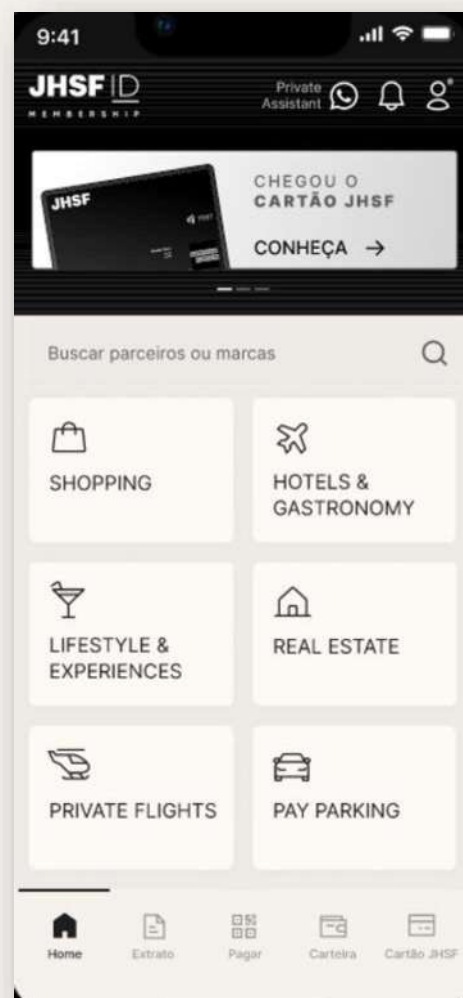 9:41
JHSF ID
MEMBERSHIP
Private
Assistant
JHSF
CHEGOU O
CARTÃO JHSF
CONHEÇA →
Buscar parceiros ou marcas
SHOPPING
HOTELS &
GASTRONOMY
LIFESTYLE &
EXPERIENCES
REAL ESTATE
PRIVATE FLIGHTS
PAY PARKING
Home
Extrato
Pagar
Carteira
Cartão JHSF